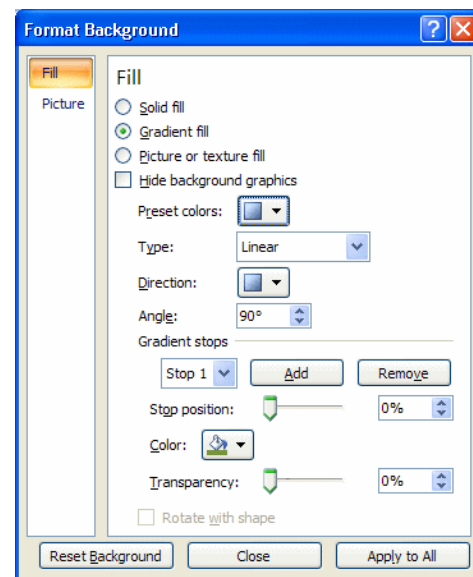 Format Background
Fill
Picture
Fill
Solid fill
Gradient fill
Picture or texture fill
Hide background graphics
Preset colors:
Type: Linear
Direction:
Angle: 90°
Gradient stops
Stop 1 Add Remove
Stop position: 0%
Color:
Transparency: 0%
Rotate with shape
Reset Background Close Apply to All